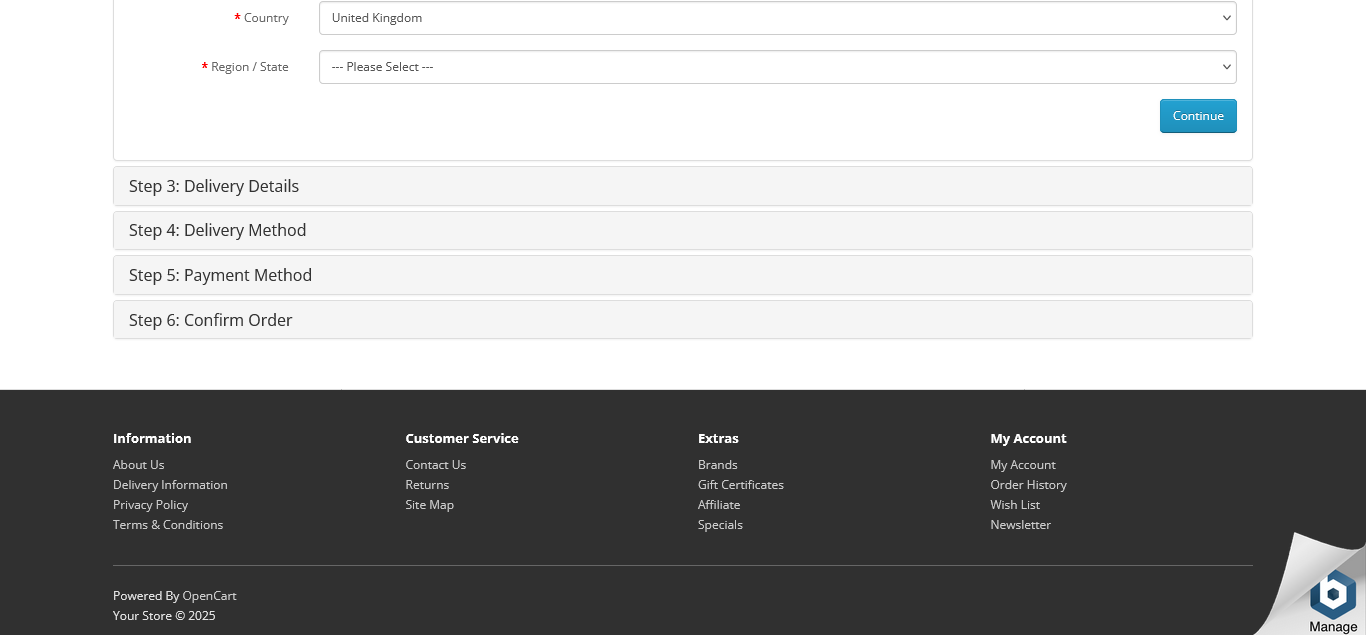 * Country
United Kingdom
* Region / State
--- Please Select ---
Continue
Step 3: Delivery Details
Step 4: Delivery Method
Step 5: Payment Method
Step 6: Confirm Order
Information
About Us
Delivery Information
Privacy Policy
Terms & Conditions
Customer Service
Contact Us
Returns
Site Map
Extras
Brands
Gift Certificates
Affiliate
Specials
My Account
My Account
Order History
Wish List
Newsletter
Powered By OpenCart
Your Store © 2025
Manage